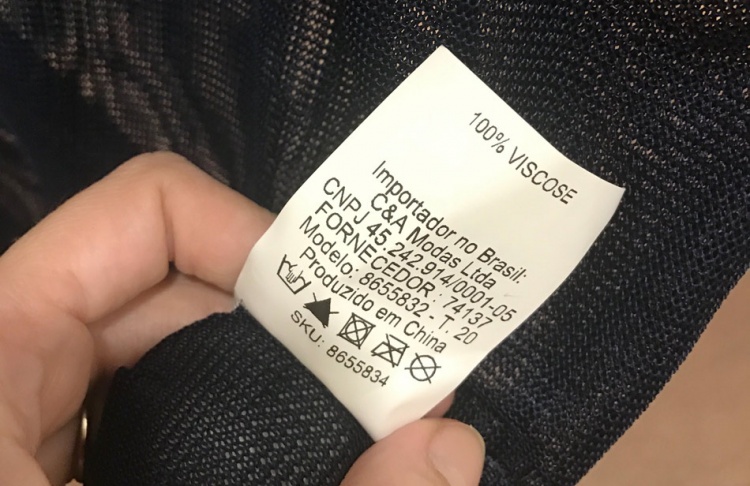 100% VISCOSE
Importador no Brasil:
C&A Modas Ltda
CNPJ 45.242.914/0001-05
FORNECEDOR: 74137
Modelo: 8655832 - T. 20
Produzido em China
SKU: 8655834